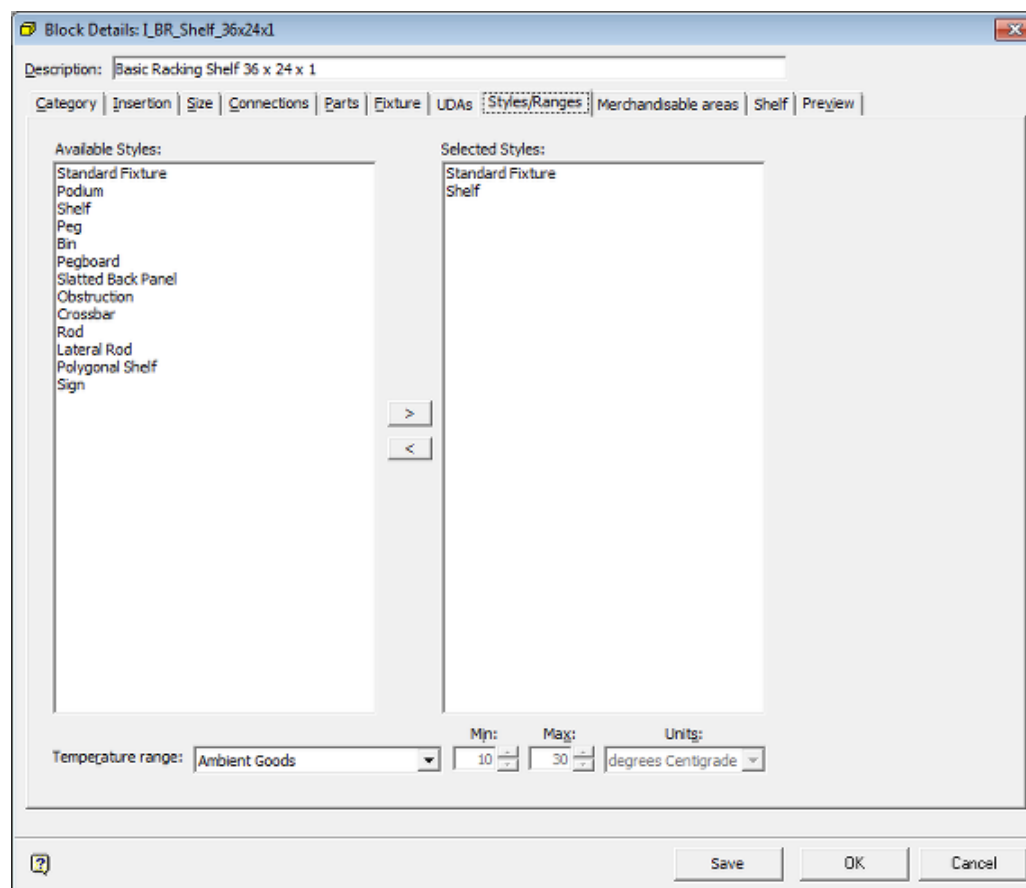 Block Details: I_BR_Shelf_36x24x1
Description: Basic Racking Shelf 36 x 24 x 1
Category Insertion Size Connections Parts Fixture UDAs Styles/Ranges Merchandisable areas Shelf Preview
Available Styles: Selected Styles:
Standard Fixture
Podium
Shelf
Peg
Bin
Pegboard
Slatted Back Panel
Obstruction
Crossbar
Rod
Lateral Rod
Polygonal Shelf
Sign
Standard Fixture
Shelf
>
<
Min: Max: Units:
Temperature range: Ambient Goods 10 30 degrees Centigrade
? Save OK Cancel